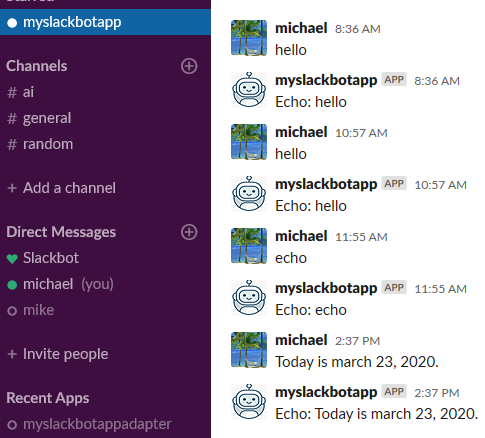 Starred
myslackbotapp
Channels
# ai
# general
# random
+ Add a channel
Direct Messages
Slackbot
michael (you)
mike
+ Invite people
Recent Apps
myslackbotappadapter
michael 8:36 AM
hello
myslackbotapp APP 8:36 AM
Echo: hello
michael 10:57 AM
hello
myslackbotapp APP 10:57 AM
Echo: hello
michael 11:55 AM
echo
myslackbotapp APP 11:55 AM
Echo: echo
michael 2:37 PM
Today is march 23, 2020.
myslackbotapp APP 2:37 PM
Echo: Today is march 23, 2020.